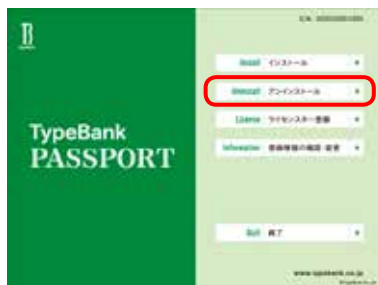 TypeBank
PASSPORT
Install インストール
Uninstall アンインストール
License ライセンスキー登録
Information 登録情報の確認・変更
Quit 終了
www.typebank.co.jp